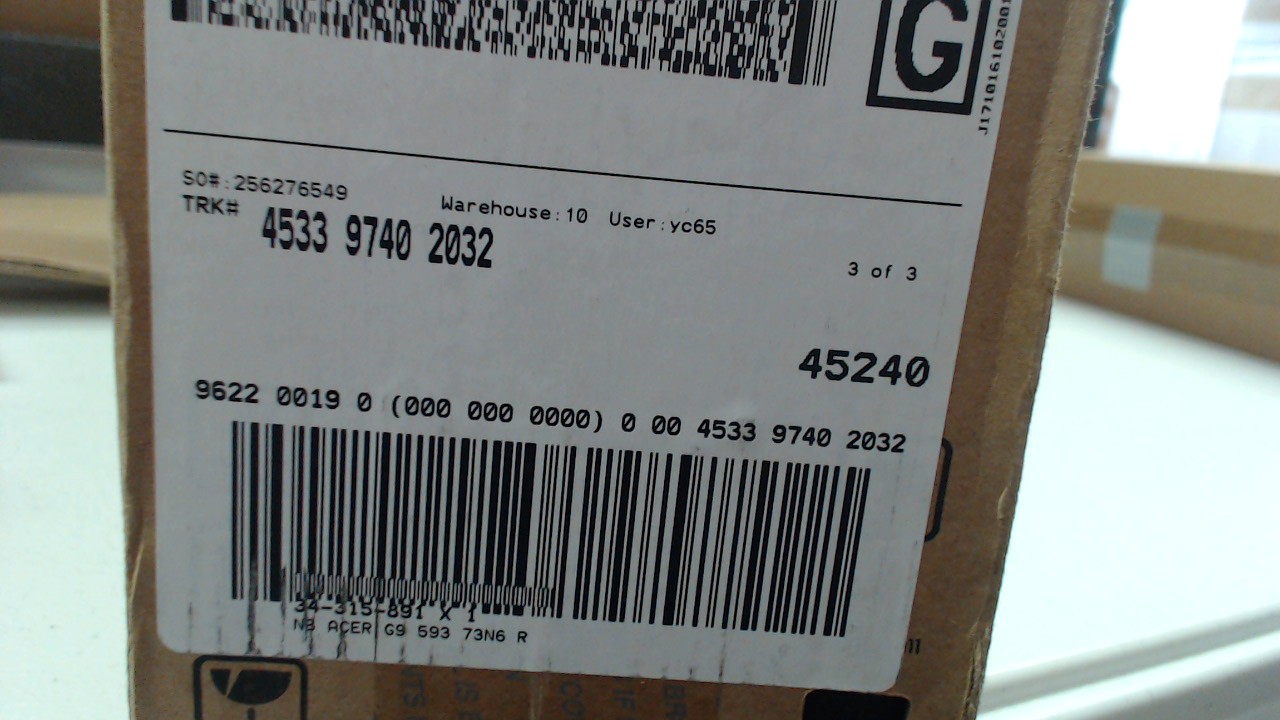 G
J171016102001
SO#:256276549
Warehouse:10 User:yc65
TRK#
4533 9740 2032
3 of 3
45240
9622 0019 0 (000 000 0000) 0 00 4533 9740 2032
34-315-891 X 1
NB ACER G9 593 73N6 R